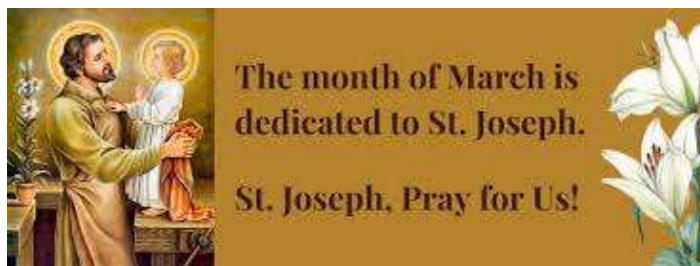 The month of March is
dedicated to St. Joseph.
St. Joseph, Pray for Us!